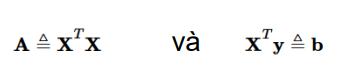 A ≜ XᵀX và Xᵀy ≜ b